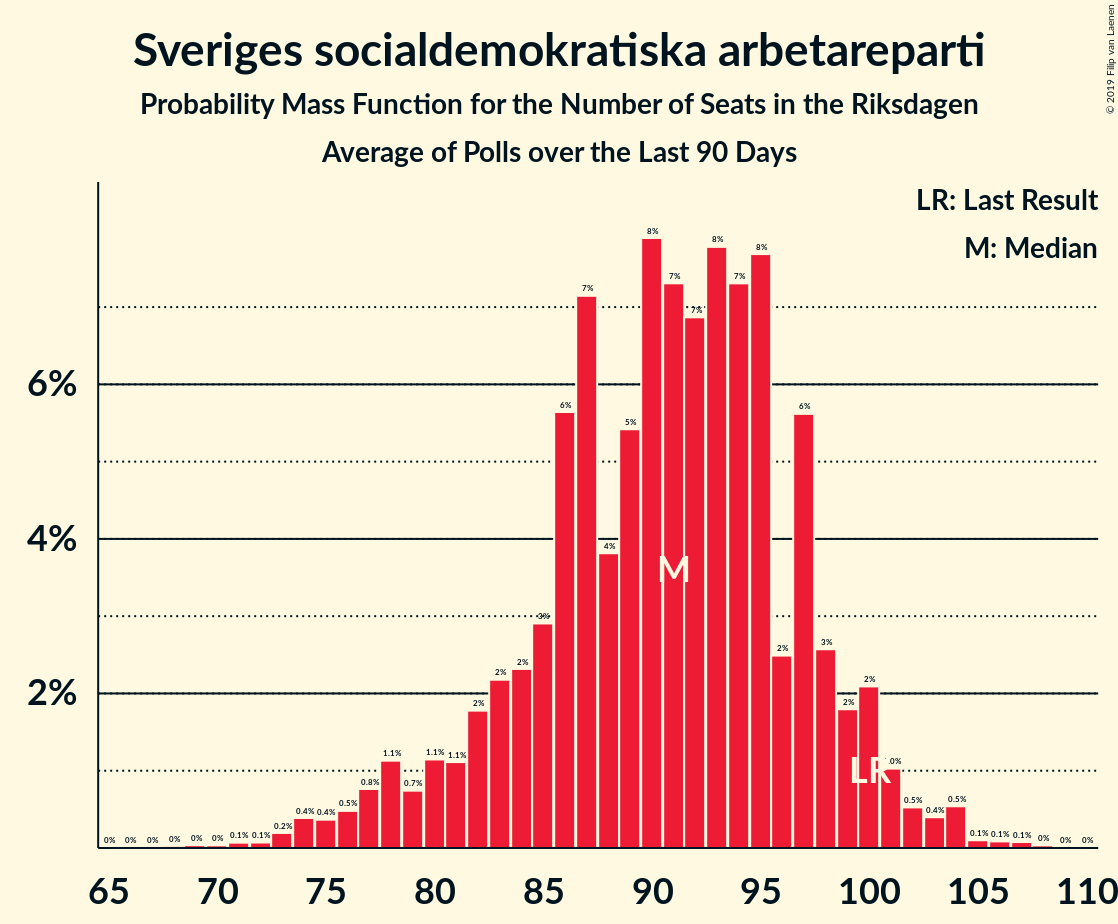 Sveriges socialdemokratiska arbetareparti
Probability Mass Function for the Number of Seats in the Riksdagen
Average of Polls over the Last 90 Days
© 2019 Filip van Laenen
LR: Last Result
M: Median
6%
4%
2%
0% 0% 0% 0% 0% 0% 0.1% 0.1% 0.2% 0.4% 0.4% 0.5% 0.8% 1.1% 0.7% 1.1% 1.1% 2% 2% 2% 3% 6% 7% 4% 5% 8% 7% 7% 8% 7% 8% 2% 6% 3% 2% 2% .0% 0.5% 0.4% 0.5% 0.1% 0.1% 0.1% 0% 0% 0%
M
LR
65 70 75 80 85 90 95 100 105 110